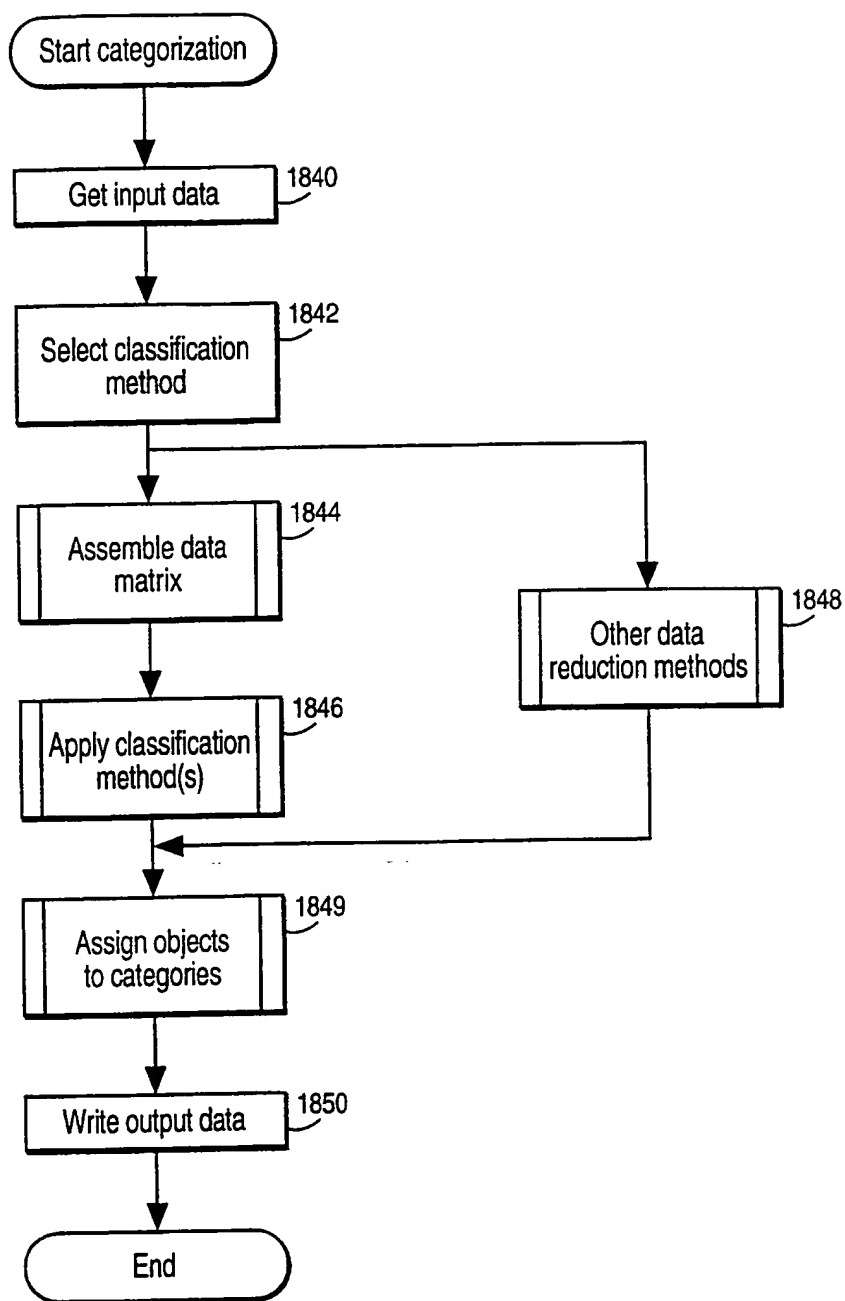 Start categorization
Get input data
1840
Select classification
method
1842
Assemble data
matrix
1844
Other data
reduction methods
1848
Apply classification
method(s)
1846
Assign objects
to categories
1849
Write output data
1850
End